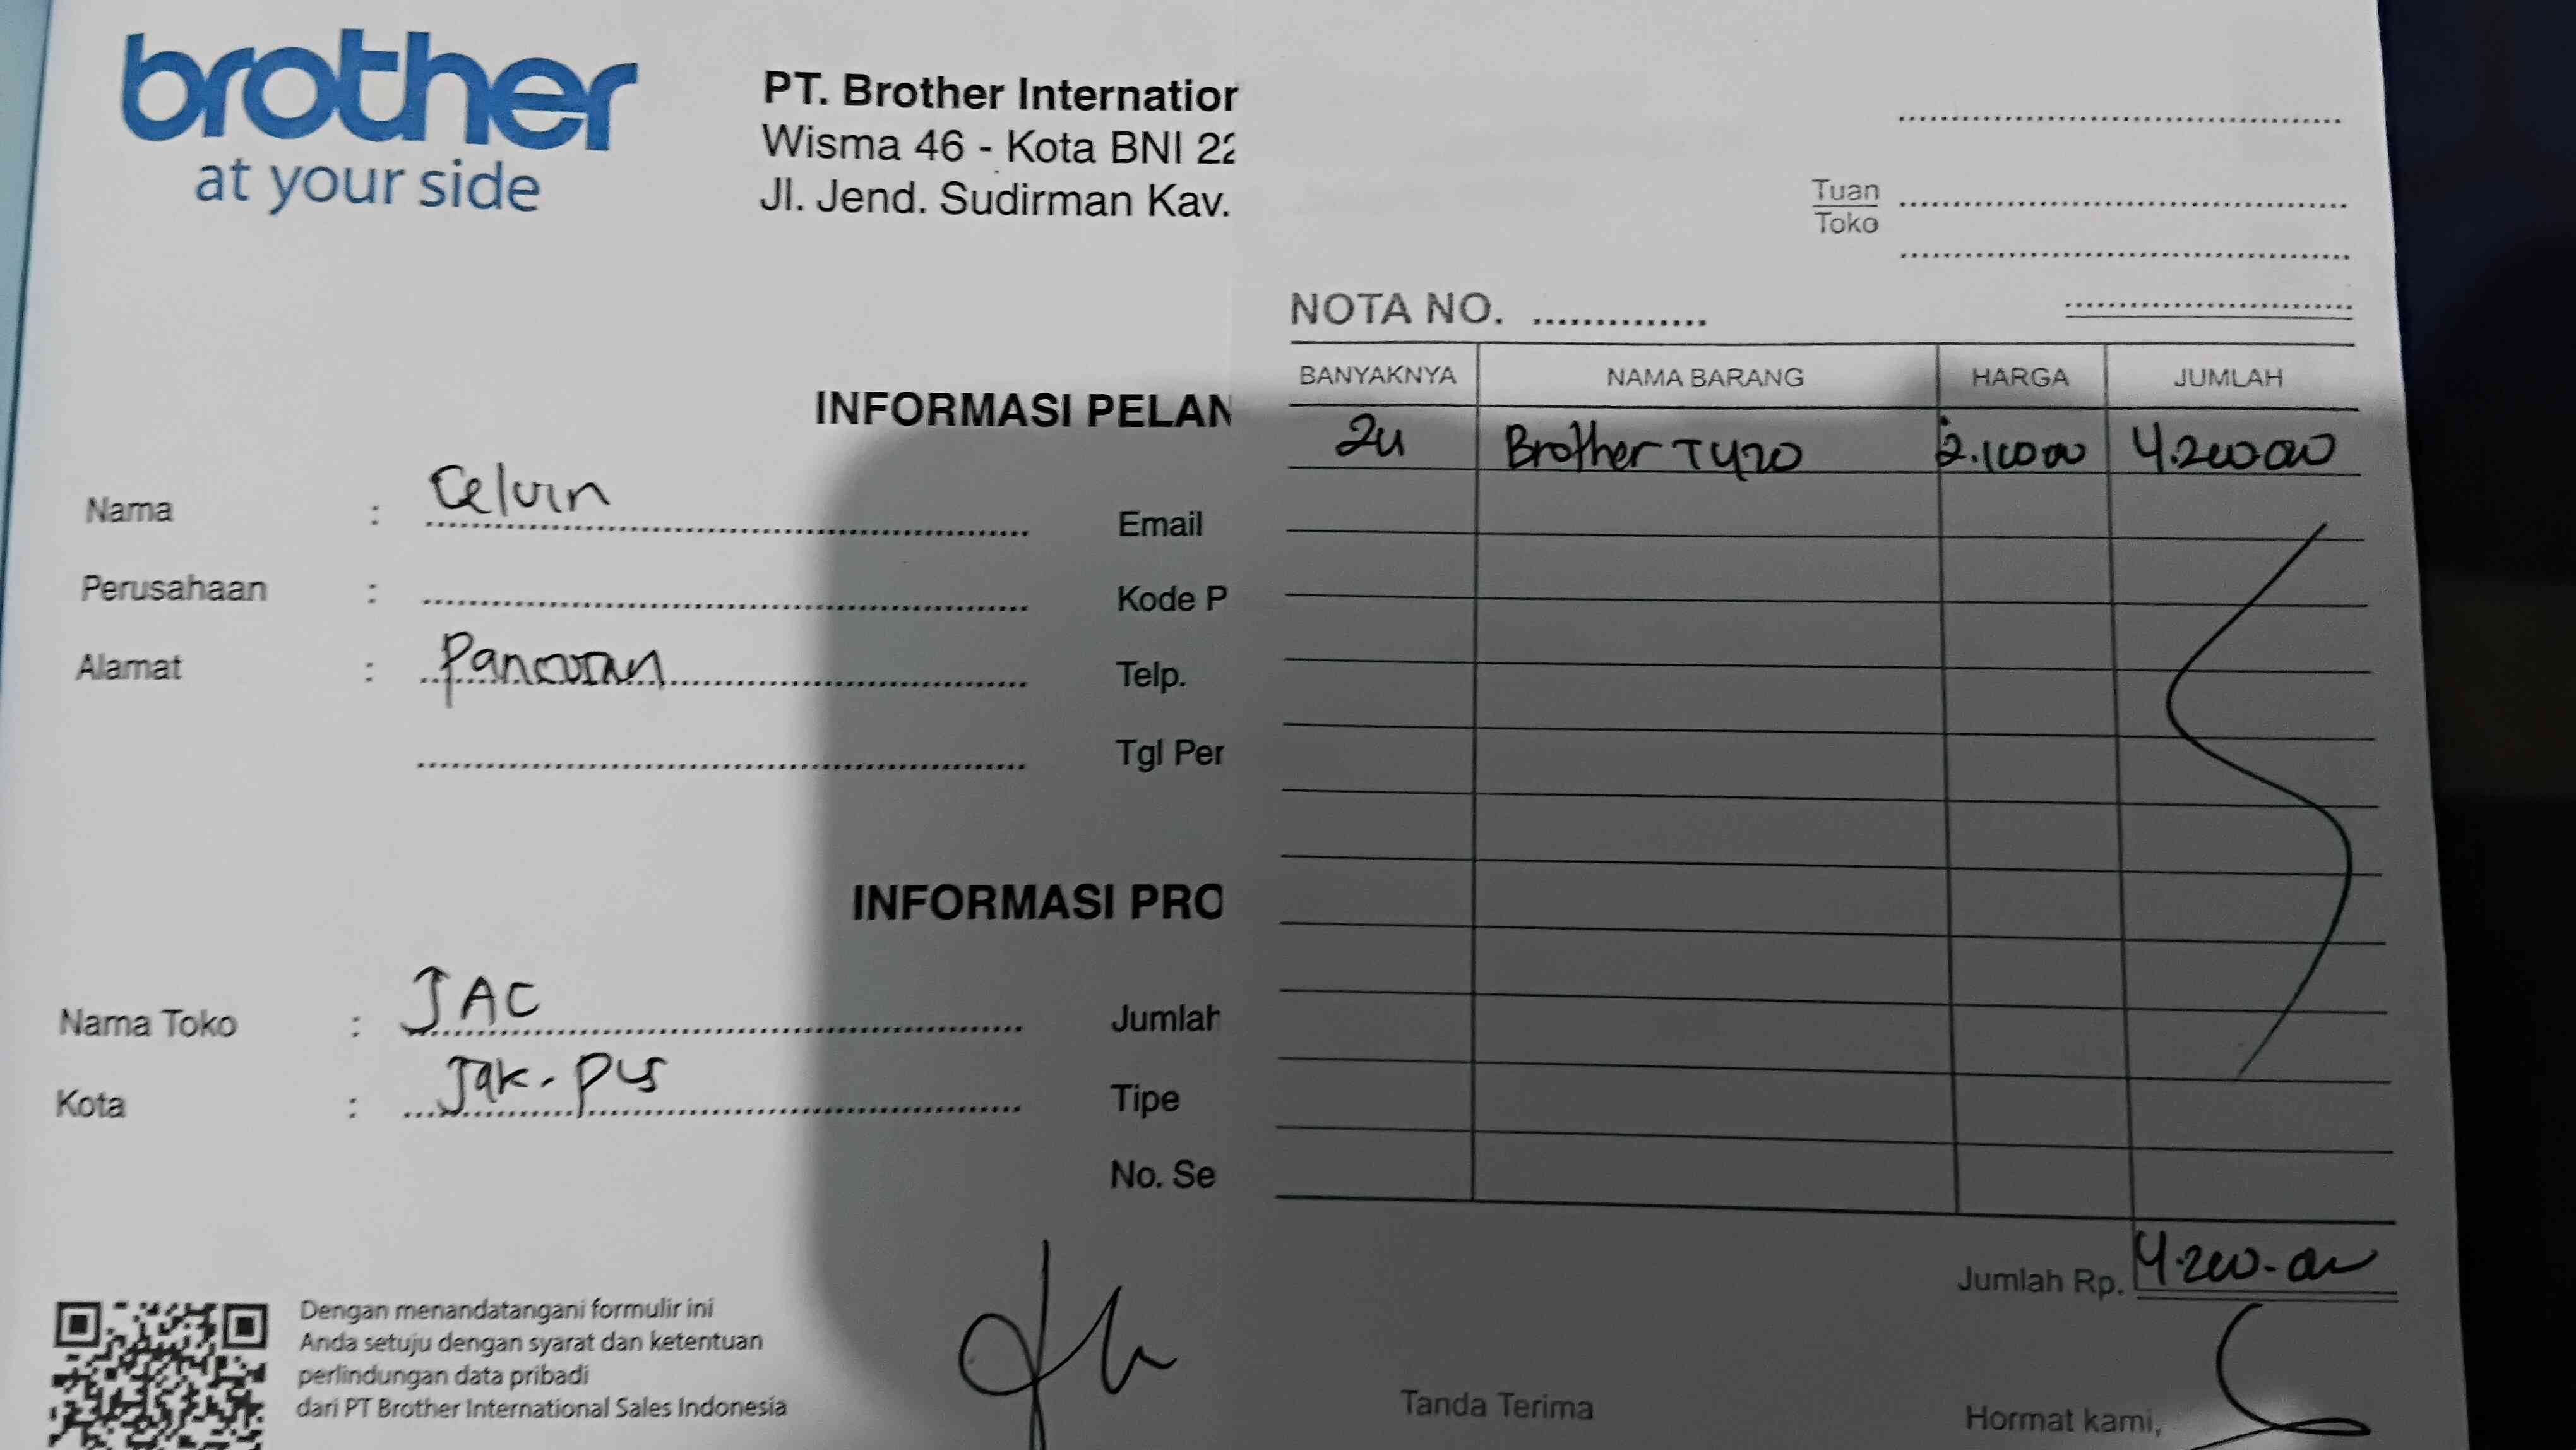 brother
at your side
PT. Brother Internation
Wisma 46 - Kota BNI 22
Jl. Jend. Sudirman Kav.
INFORMASI PELAN
Nama : Celvin
Email
Perusahaan :
Kode P
Alamat : Pancoran
Telp.
Tgl Per
INFORMASI PRO
Nama Toko : JAC
Jumlah
Kota : Jak-pus
Tipe
No. Se
Dengan menandatangani formulir ini
Anda setuju dengan syarat dan ketentuan
perlindungan data pribadi
dari PT Brother International Sales Indonesia
Tuan
Toko
NOTA NO.
BANYAKNYA NAMA BARANG HARGA JUMLAH
2u Brother T420 2.100.000 4.200.000
Jumlah Rp. 4.200.000
Tanda Terima
Hormat kami,